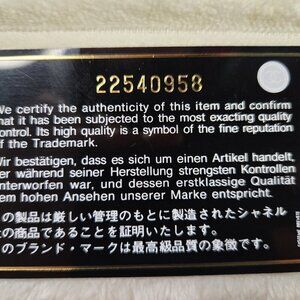 22540958
We certify the authenticity of this item and confirm
that it has been subjected to the most exacting quality
control. Its high quality is a symbol of the fine reputation
of the Trademark.
Wir bestätigen, dass es sich um einen Artikel handelt,
der während seiner Herstellung strengsten Kontrollen
unterworfen war, und dessen erstklassige Qualität
dem hohen Ansehen unserer Marke entspricht.
この製品は厳しい管理のもとに製造されたシャネル
社の商品であることを証明いたします。
このブランド・マークは最高級品質の象徴です。